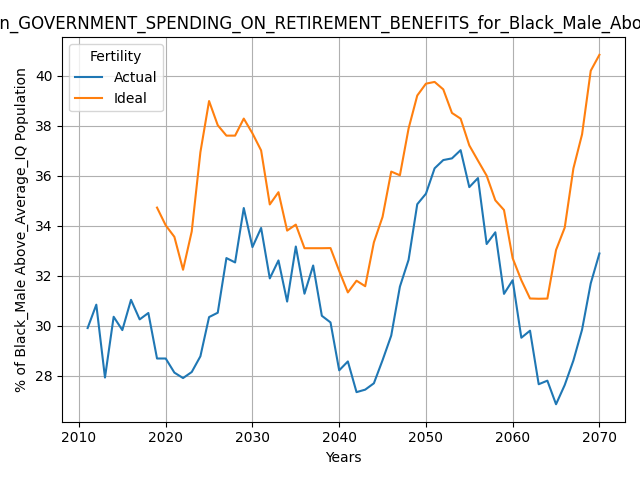 n_GOVERNMENT_SPENDING_ON_RETIREMENT_BENEFITS_for_Black_Male_Abo
Fertility
Actual
Ideal
% of Black_Male Above_Average_IQ Population
40
38
36
34
32
30
28
2010 2020 2030 2040 2050 2060 2070
Years